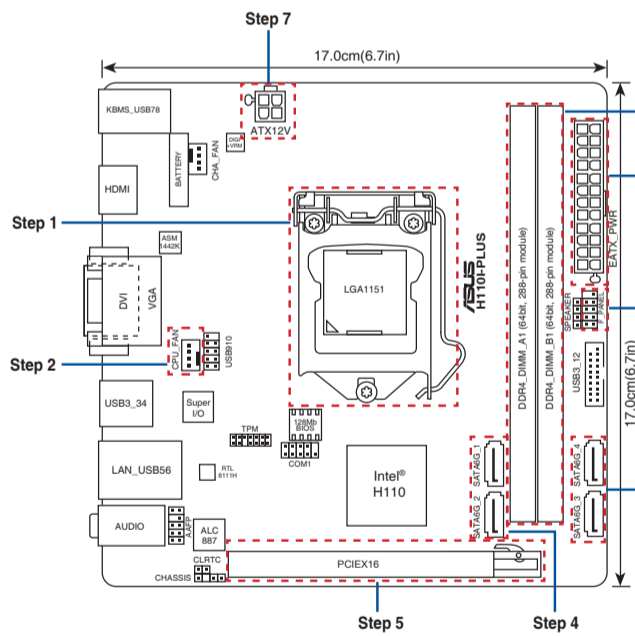 Step 7
17.0cm(6.7in)
KBMS_USB78
ATX12V
DIGI
+VRM
BATTERY
CHA_FAN
HDMI
EATX_PWR
Step 1
ASM
1442K
LGA1151
ASUS
H110I-PLUS
DDR4_DIMM_A1 (64bit, 288-pin module)
DDR4_DIMM_B1 (64bit, 288-pin module)
DVI
VGA
SPEAKER
PANEL
CPU_FAN
USB910
Step 2
USB3_12
17.0cm(6.7in)
USB3_34
Super
I/O
128Mb
BIOS
TPM
COM1
LAN_USB56
RTL
8111H
Intel®
H110
SATA6G_1
SATA6G_4
SATA6G_2
SATA6G_3
AUDIO
AAFP
ALC
887
CLRTC
CHASSIS
PCIEX16
Step 5
Step 4